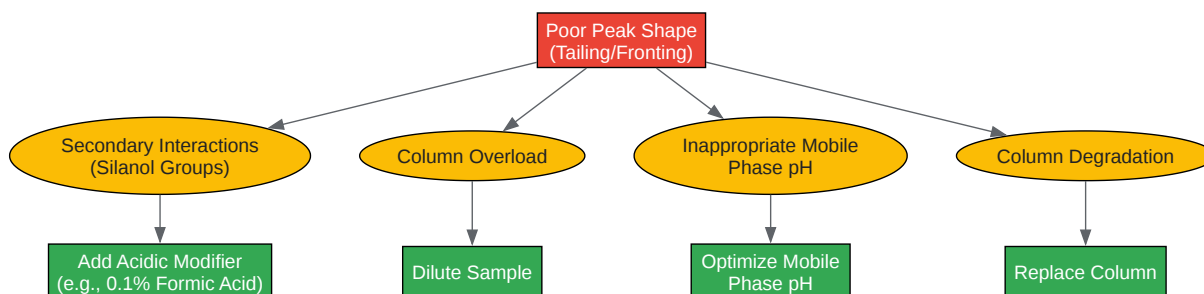 Poor Peak Shape
(Tailing/Fronting)
Secondary Interactions
(Silanol Groups)
Column Overload
Inappropriate Mobile
Phase pH
Column Degradation
Add Acidic Modifier
(e.g., 0.1% Formic Acid)
Dilute Sample
Optimize Mobile
Phase pH
Replace Column